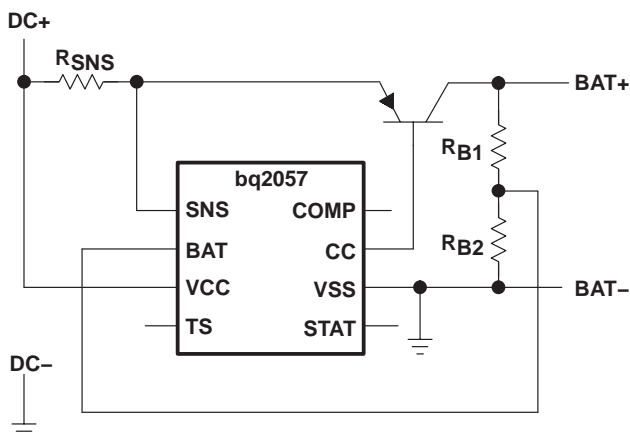 DC+
RSNS
BAT+
RB1
bq2057
SNS
COMP
BAT
CC
RB2
VCC
VSS
BAT–
TS
STAT
DC–